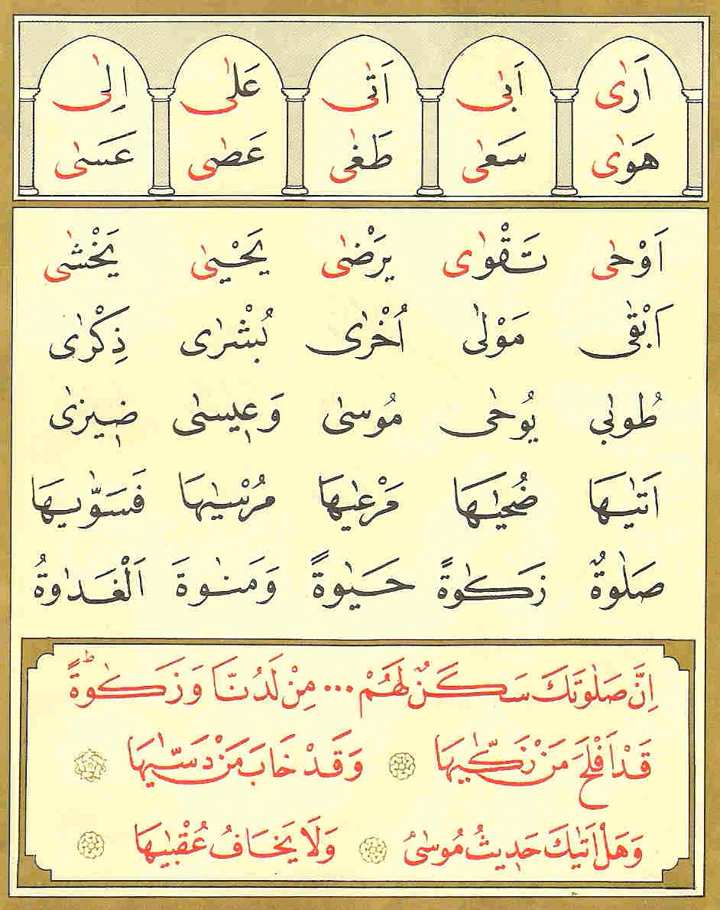 اَرٰى اَبٰى اَتٰى عَلٰى اِلٰى
هَوٰى سَعٰى طَغٰى عَصٰى عَسٰى
اَوْحٰى تَقْوٰى يَرْضٰى يَحْيٰى يَخْشٰى
اَبْقٰى مَوْلٰى اُخْرٰى بُشْرٰى ذِكْرٰى
طُوبٰى يُوحٰى مُوسٰى وَعٖيسٰى ضٖيزٰى
اَتٰيهَا ضُحٰيهَا مَرْعٰيهَا مُرْسٰيهَا فَسَوّٰيهَا
صَلٰوةٌ زَكٰوةً حَيٰوةً وَمَنٰوةَ اَلْغَدٰوةُ
اِنَّ صَلٰوتَكَ سَكَنٌ لَهُمْ ... مِنْ لَدُنَّا وَزَكٰوةًۜ
قَدْ اَفْلَحَ مَنْ زَكّٰيهَا وَقَدْ خَابَ مَنْ دَسّٰيهَا
وَهَلْ اَتٰيكَ حَدٖيثُ مُوسٰى وَلَا يَخَافُ عُقْبٰيهَا